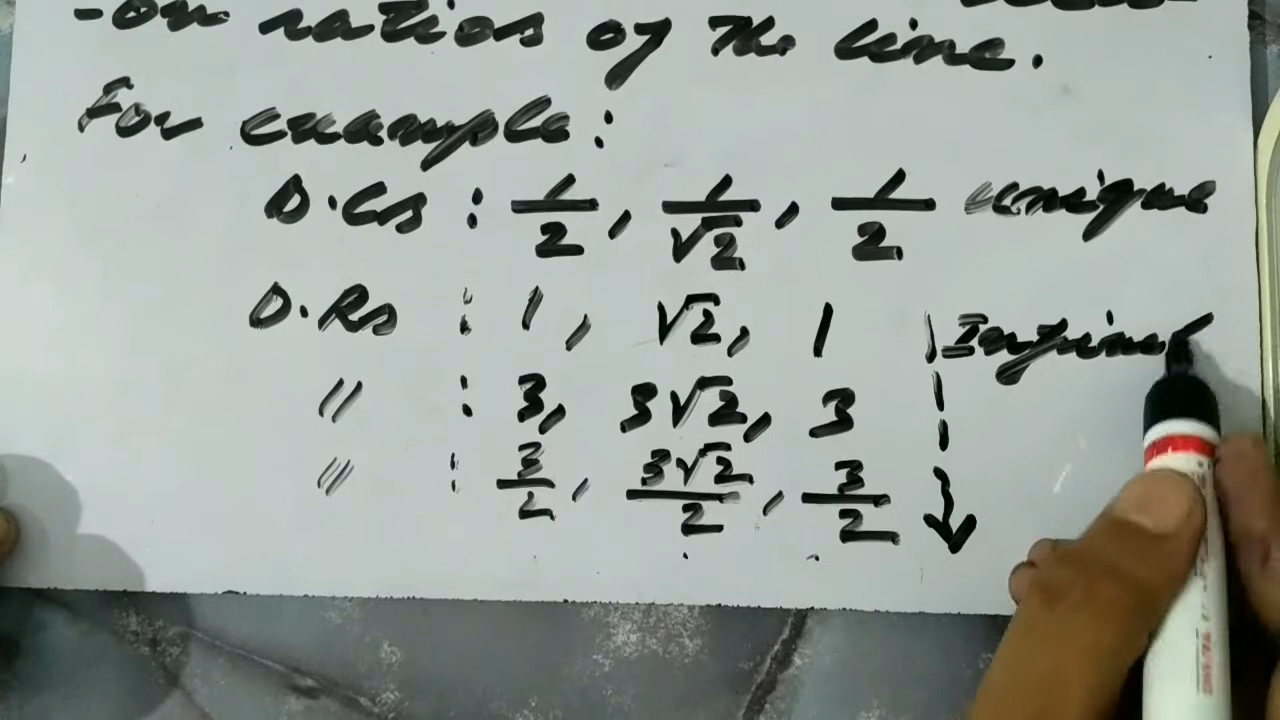 -on ratios of the line.
For example:
D.Cs : 1/2, 1/√2, 1/2 unique
D.Rs : 1, √2, 1 Infinit
〃 : 3, 3√2, 3
〃 : 3/2, 3√2/2, 3/2